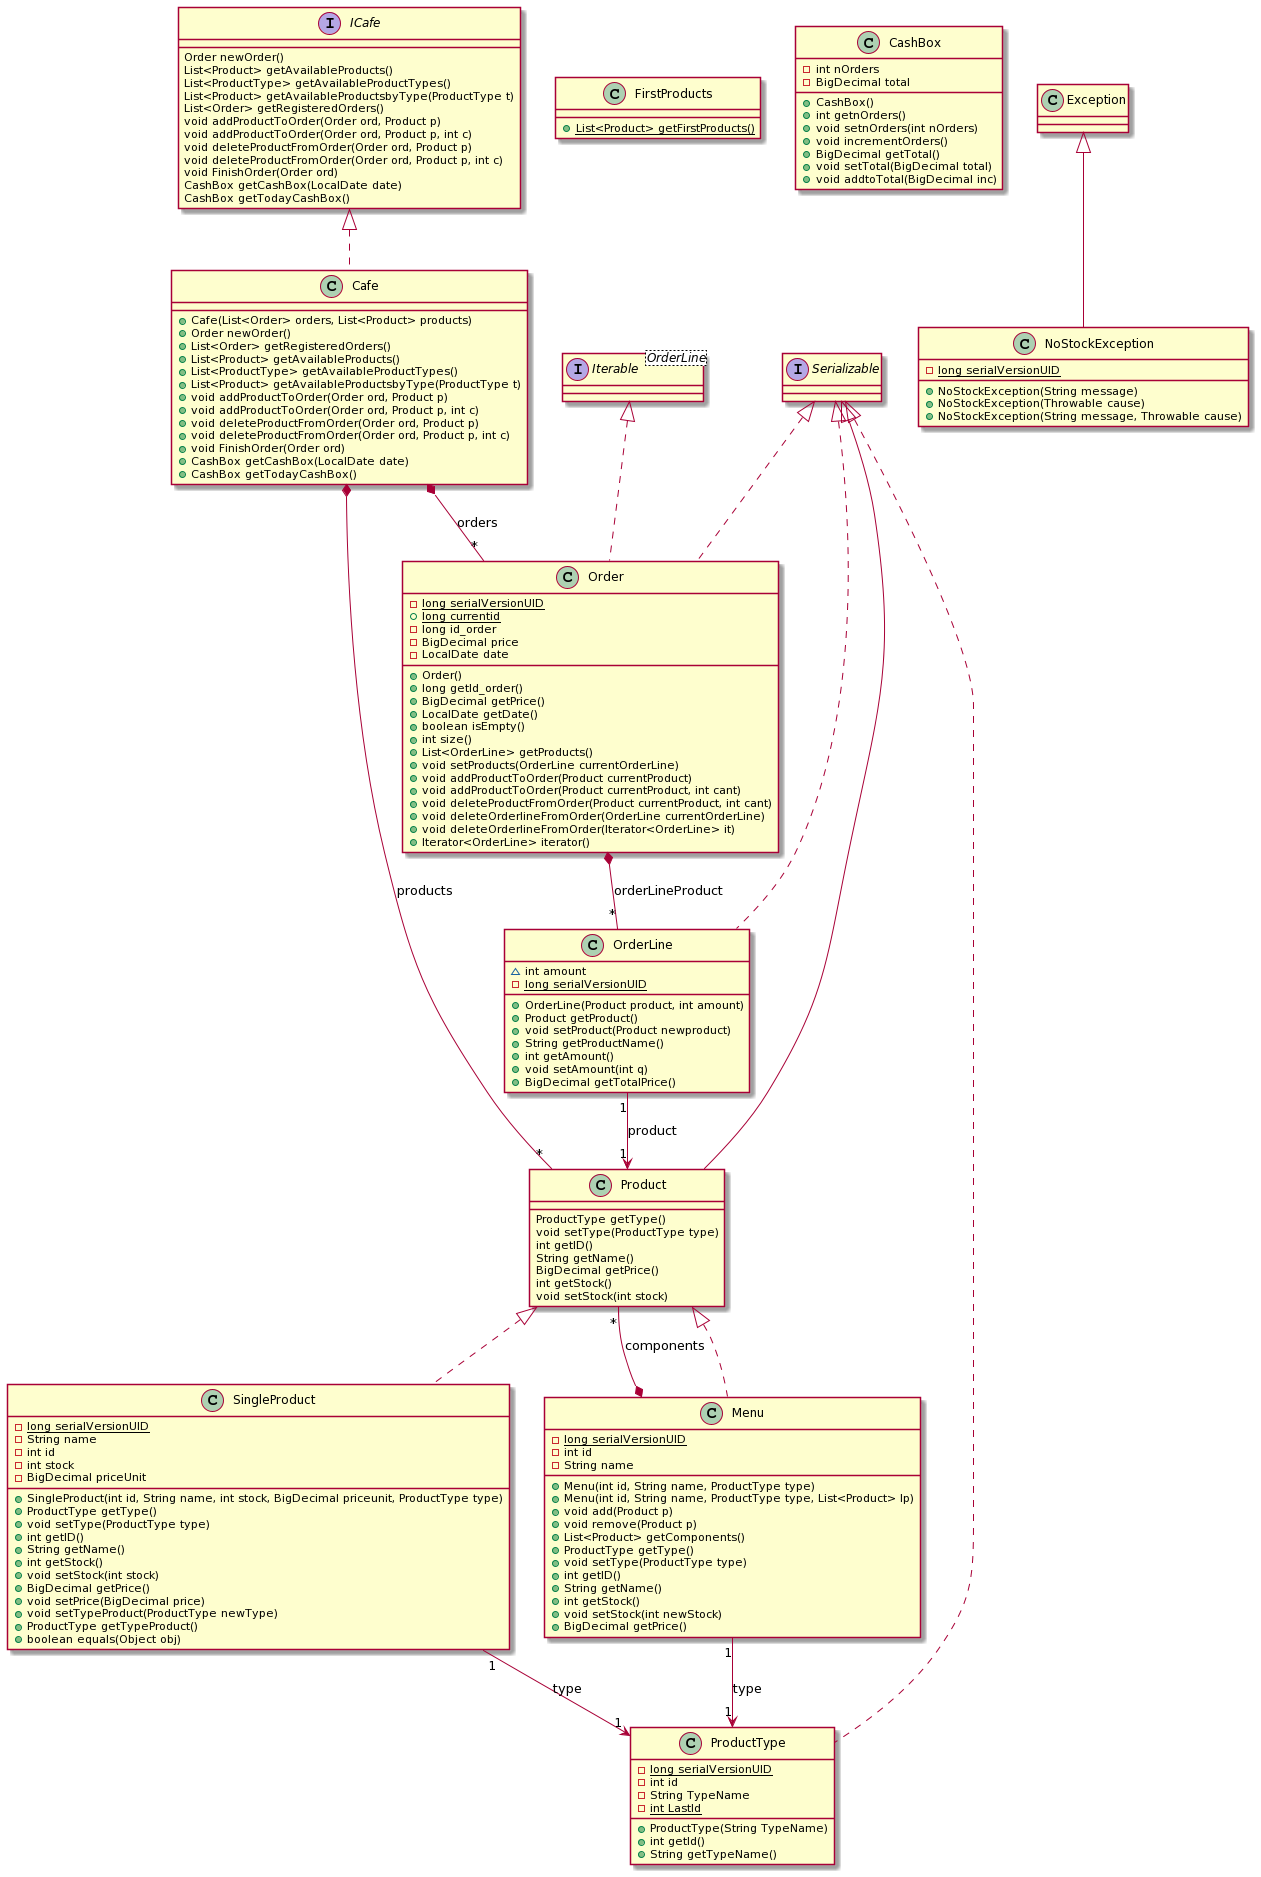 I ICafe
Order newOrder()
List<Product> getAvailableProducts()
List<ProductType> getAvailableProductTypes()
List<Product> getAvailableProductsbyType(ProductType t)
List<Order> getRegisteredOrders()
void addProductToOrder(Order ord, Product p)
void addProductToOrder(Order ord, Product p, int c)
void deleteProductFromOrder(Order ord, Product p)
void deleteProductFromOrder(Order ord, Product p, int c)
void FinishOrder(Order ord)
CashBox getCashBox(LocalDate date)
CashBox getTodayCashBox()
C FirstProducts
List<Product> getFirstProducts()
C CashBox
int nOrders
BigDecimal total
CashBox()
int getnOrders()
void setnOrders(int nOrders)
void incrementOrders()
BigDecimal getTotal()
void setTotal(BigDecimal total)
void addtoTotal(BigDecimal inc)
C Exception
C Cafe
Cafe(List<Order> orders, List<Product> products)
Order newOrder()
List<Order> getRegisteredOrders()
List<Product> getAvailableProducts()
List<ProductType> getAvailableProductTypes()
List<Product> getAvailableProductsbyType(ProductType t)
void addProductToOrder(Order ord, Product p)
void addProductToOrder(Order ord, Product p, int c)
void deleteProductFromOrder(Order ord, Product p)
void deleteProductFromOrder(Order ord, Product p, int c)
void FinishOrder(Order ord)
CashBox getCashBox(LocalDate date)
CashBox getTodayCashBox()
OrderLine
I Iterable
I Serializable
C NoStockException
long serialVersionUID
NoStockException(String message)
NoStockException(Throwable cause)
NoStockException(String message, Throwable cause)
orders
*
C Order
long serialVersionUID
long currentid
long id_order
BigDecimal price
LocalDate date
Order()
long getId_order()
BigDecimal getPrice()
LocalDate getDate()
boolean isEmpty()
int size()
List<OrderLine> getProducts()
void setProducts(OrderLine currentOrderLine)
void addProductToOrder(Product currentProduct)
void addProductToOrder(Product currentProduct, int cant)
void deleteProductFromOrder(Product currentProduct, int cant)
void deleteOrderlineFromOrder(OrderLine currentOrderLine)
void deleteOrderlineFromOrder(Iterator<OrderLine> it)
Iterator<OrderLine> iterator()
products
orderLineProduct
*
C OrderLine
int amount
long serialVersionUID
OrderLine(Product product, int amount)
Product getProduct()
void setProduct(Product newproduct)
String getProductName()
int getAmount()
void setAmount(int q)
BigDecimal getTotalPrice()
1
product
*
1
C Product
ProductType getType()
void setType(ProductType type)
int getID()
String getName()
BigDecimal getPrice()
int getStock()
void setStock(int stock)
*
components
C SingleProduct
long serialVersionUID
String name
int id
int stock
BigDecimal priceUnit
SingleProduct(int id, String name, int stock, BigDecimal priceunit, ProductType type)
ProductType getType()
void setType(ProductType type)
int getID()
String getName()
int getStock()
void setStock(int stock)
BigDecimal getPrice()
void setPrice(BigDecimal price)
void setTypeProduct(ProductType newType)
ProductType getTypeProduct()
boolean equals(Object obj)
C Menu
long serialVersionUID
int id
String name
Menu(int id, String name, ProductType type)
Menu(int id, String name, ProductType type, List<Product> lp)
void add(Product p)
void remove(Product p)
List<Product> getComponents()
ProductType getType()
void setType(ProductType type)
int getID()
String getName()
int getStock()
void setStock(int newStock)
BigDecimal getPrice()
1
type
1
1
type
1
C ProductType
long serialVersionUID
int id
String TypeName
int LastId
ProductType(String TypeName)
int getId()
String getTypeName()